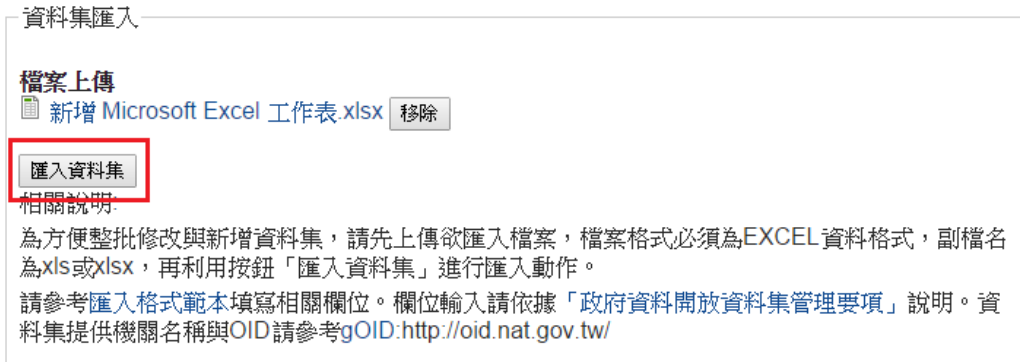 資料集匯入
檔案上傳
新增 Microsoft Excel 工作表.xlsx 移除
匯入資料集
相關說明:
為方便整批修改與新增資料集，請先上傳欲匯入檔案，檔案格式必須為EXCEL資料格式，副檔名
為xls或xlsx，再利用按鈕「匯入資料集」進行匯入動作。
請參考匯入格式範本填寫相關欄位。欄位輸入請依據「政府資料開放資料集管理要項」說明。資
料集提供機關名稱與OID請參考gOID:http://oid.nat.gov.tw/